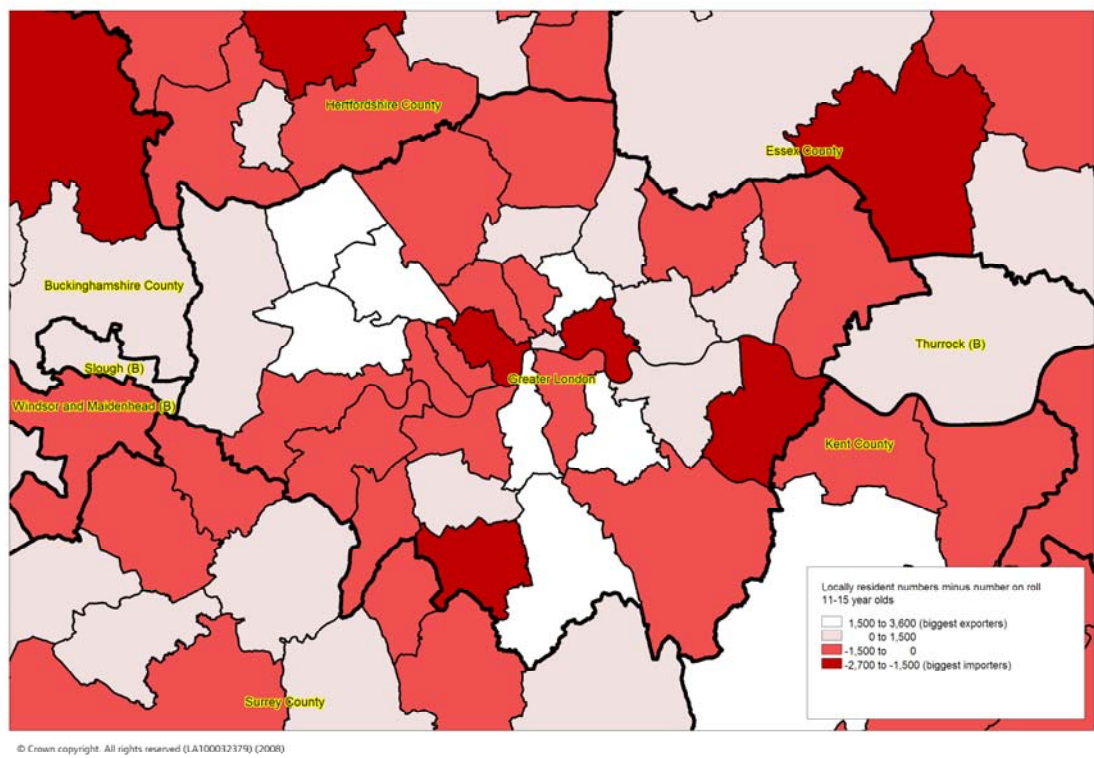 Hertfordshire County
Essex County
Buckinghamshire County
Slough (B)
Thurrock (B)
Greater London
Windsor and Maidenhead (B)
Kent County
Surrey County
Locally resident numbers minus number on roll
11-15 year olds
1,500 to 3,600 (biggest exporters)
0 to 1,500
-1,500 to 0
-2,700 to -1,500 (biggest importers)
© Crown copyright. All rights reserved (LA100032379) (2008)